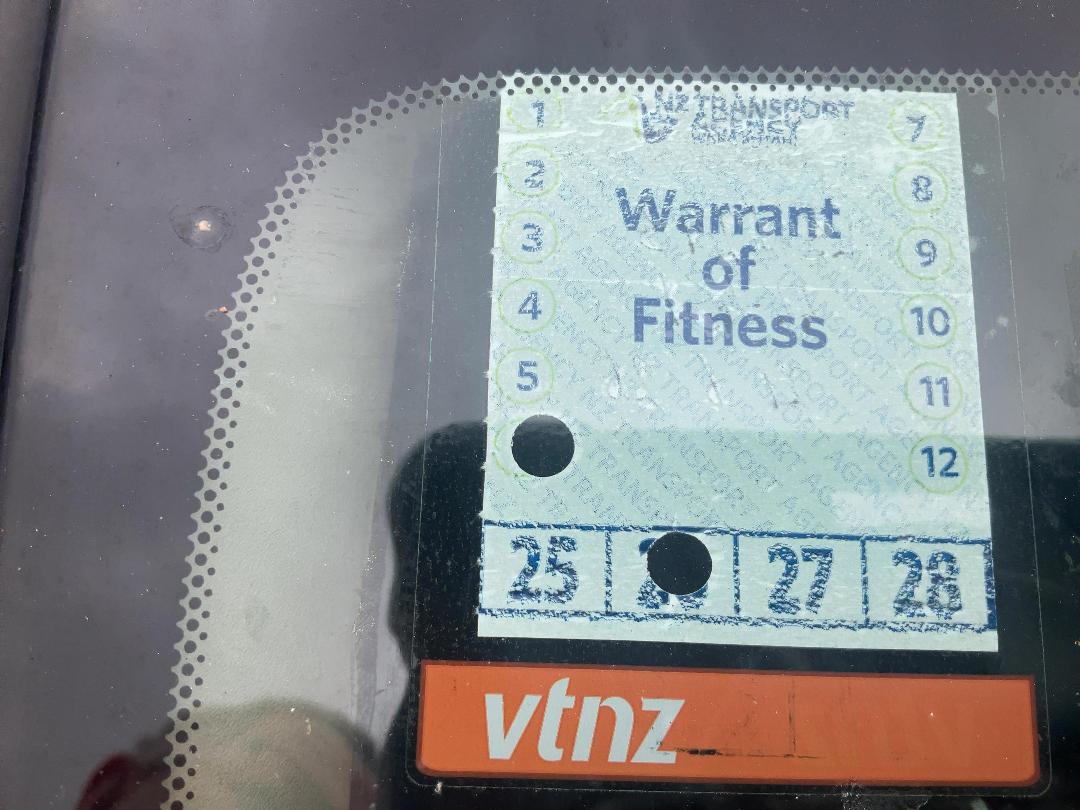 1 NZ TRANSPORT 7
AGENCY
2 8
Warrant
3 of 9
4 Fitness 10
5 11
12
25 27 28
vtnz